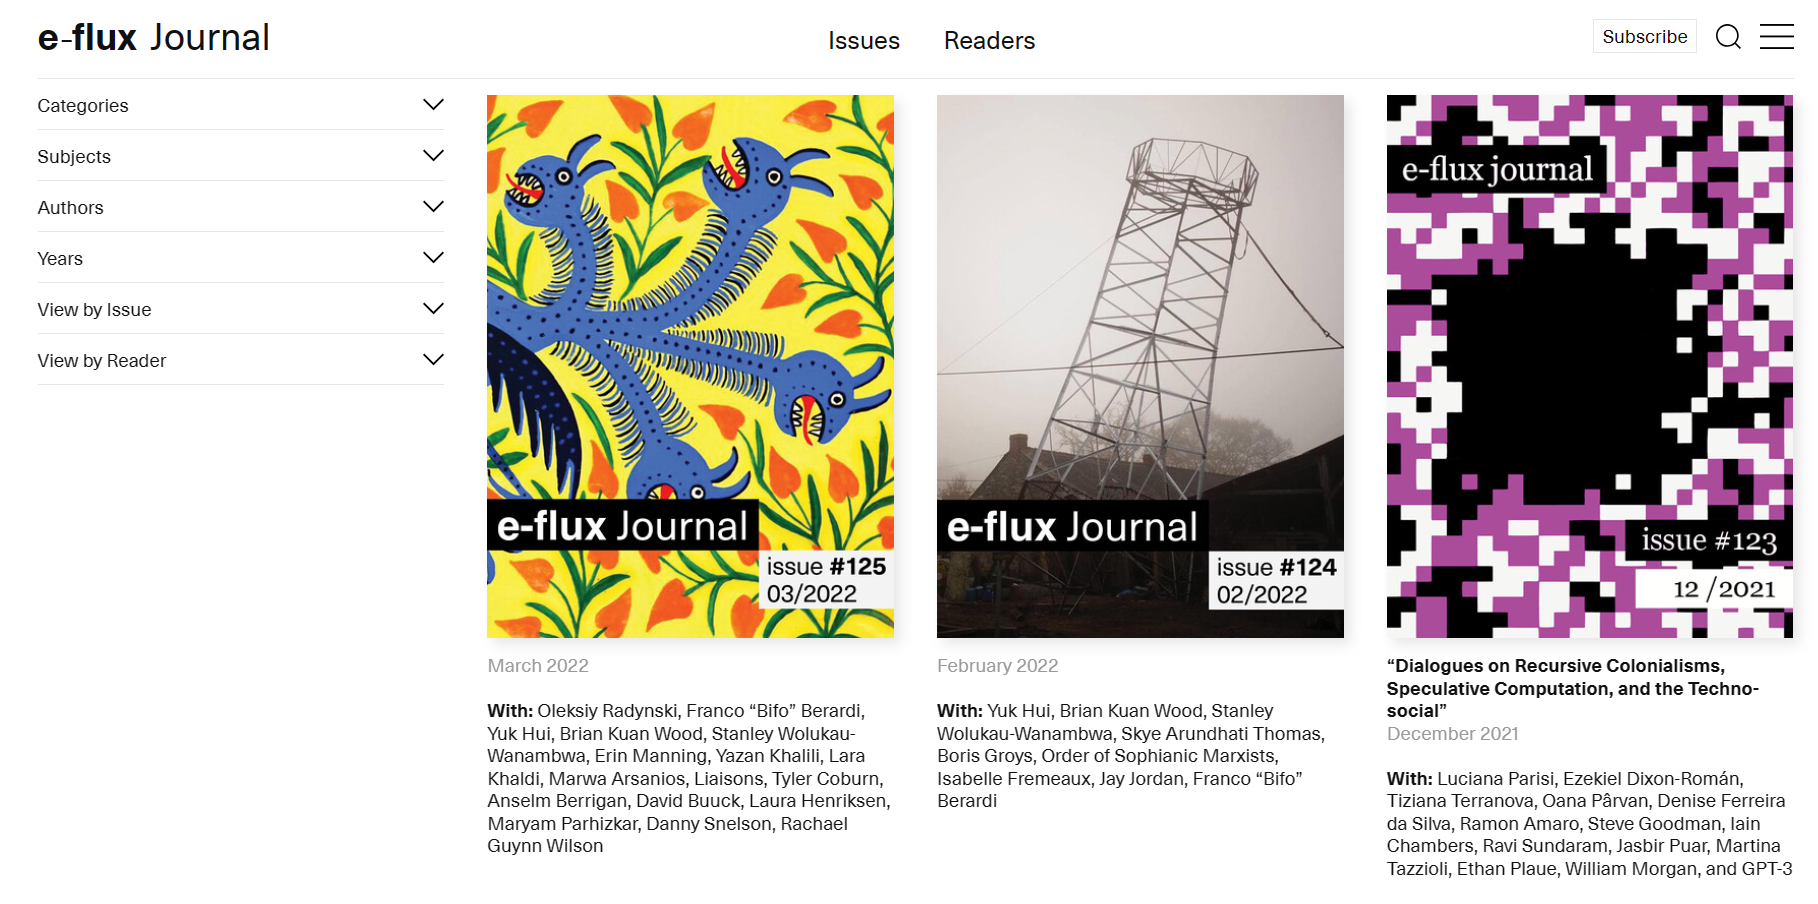 e-flux Journal
Issues
Readers
Subscribe
Categories
Subjects
Authors
Years
View by Issue
View by Reader
e-flux Journal
issue #125
03/2022
March 2022
With: Oleksiy Radynski, Franco “Bifo” Berardi,
Yuk Hui, Brian Kuan Wood, Stanley Wolukau-
Wanambwa, Erin Manning, Yazan Khalili, Lara
Khaldi, Marwa Arsanios, Liaisons, Tyler Coburn,
Anselm Berrigan, David Buuck, Laura Henriksen,
Maryam Parhizkar, Danny Snelson, Rachael
Guynn Wilson
e-flux Journal
issue #124
02/2022
February 2022
With: Yuk Hui, Brian Kuan Wood, Stanley
Wolukau-Wanambwa, Skye Arundhati Thomas,
Boris Groys, Order of Sophianic Marxists,
Isabelle Fremeaux, Jay Jordan, Franco “Bifo”
Berardi
e-flux journal
issue #123
12 /2021
“Dialogues on Recursive Colonialisms,
Speculative Computation, and the Techno-
social”
December 2021
With: Luciana Parisi, Ezekiel Dixon-Román,
Tiziana Terranova, Oana Pârvan, Denise Ferreira
da Silva, Ramon Amaro, Steve Goodman, Iain
Chambers, Ravi Sundaram, Jasbir Puar, Martina
Tazzioli, Ethan Plaue, William Morgan, and GPT-3